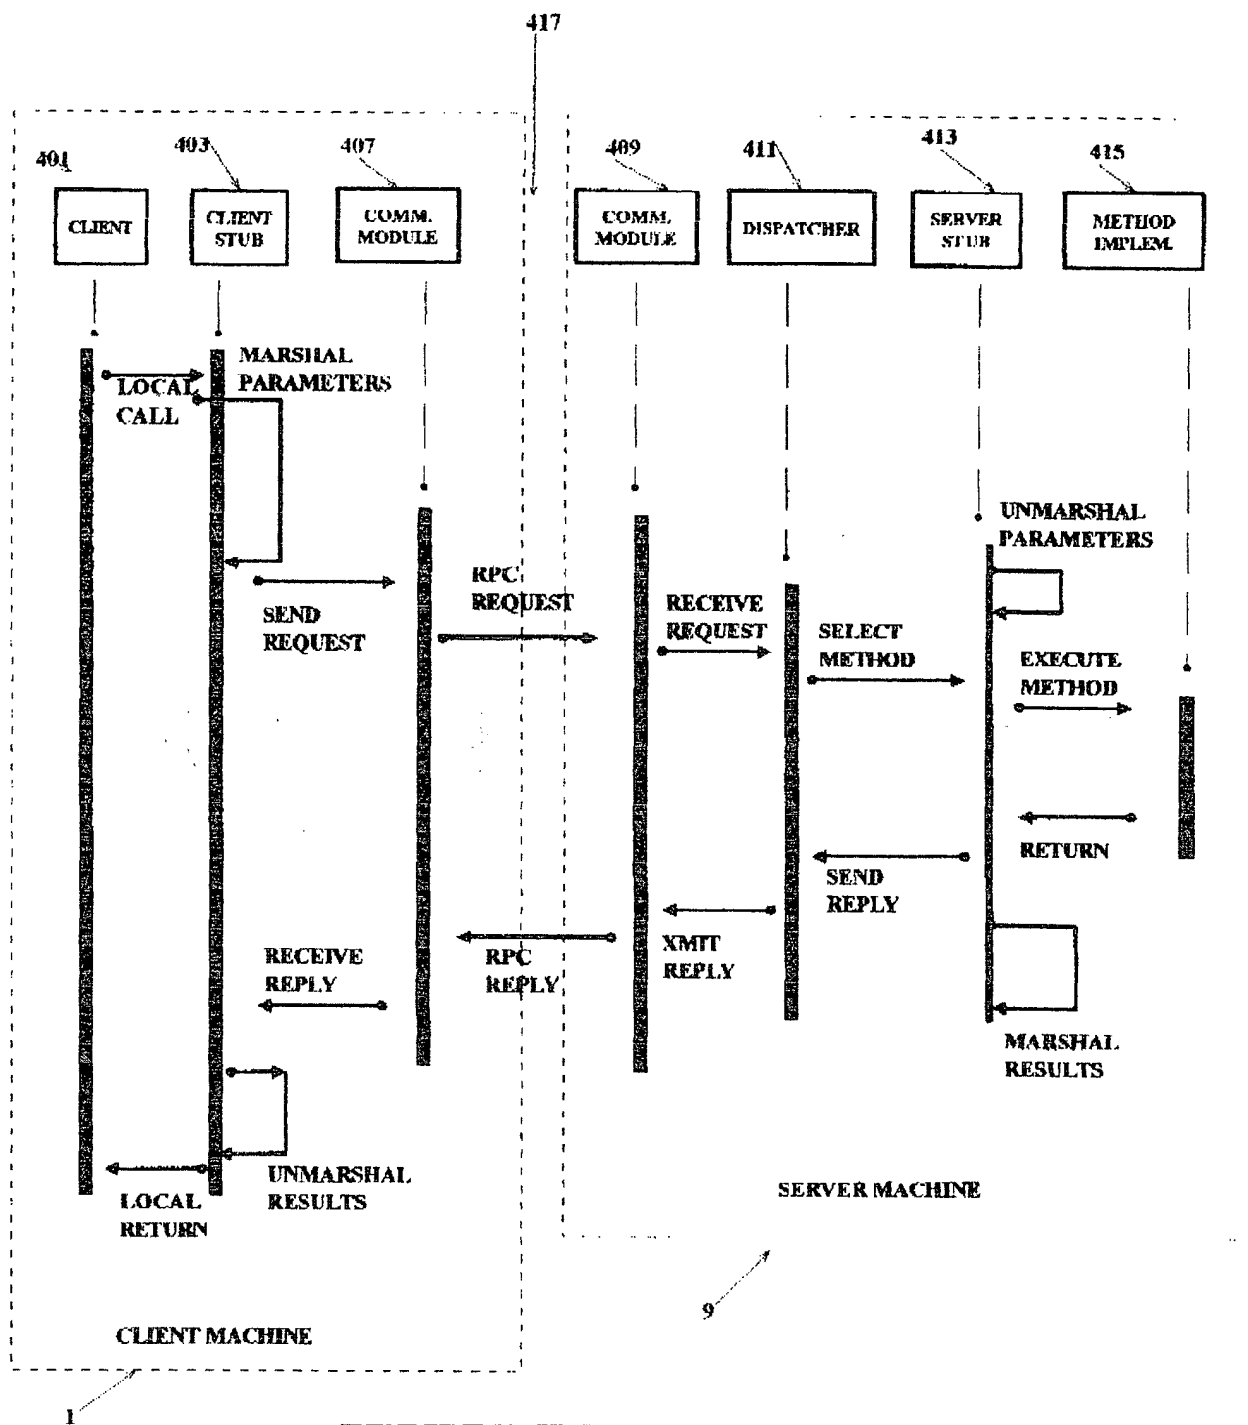 417
401
403
407
409
411
413
415
CLIENT
CLIENT
STUB
COMM.
MODULE
COMM.
MODULE
DISPATCHER
SERVER
STUB
METHOD
IMPLEM.
MARSHAL
PARAMETERS
LOCAL
CALL
UNMARSHAL
PARAMETERS
SEND
REQUEST
RPC
REQUEST
RECEIVE
REQUEST
SELECT
METHOD
EXECUTE
METHOD
RETURN
SEND
REPLY
XMIT
REPLY
RPC
REPLY
RECEIVE
REPLY
MARSHAL
RESULTS
UNMARSHAL
RESULTS
LOCAL
RETURN
SERVER MACHINE
9
CLIENT MACHINE
1